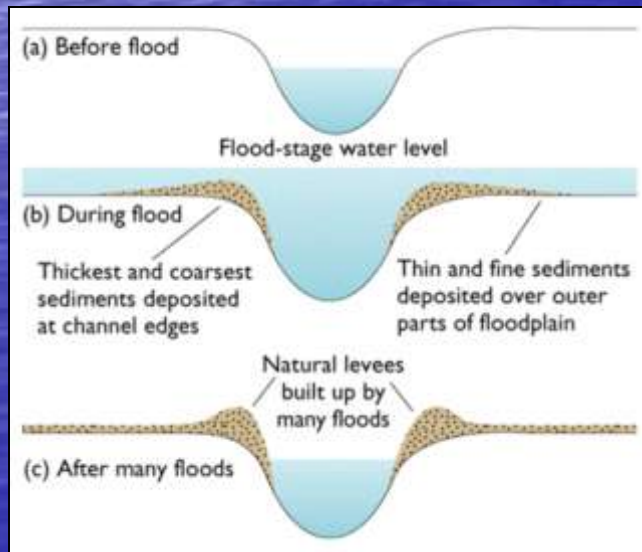 (a) Before flood
Flood-stage water level
(b) During flood
Thickest and coarsest
sediments deposited
at channel edges
Thin and fine sediments
deposited over outer
parts of floodplain
Natural levees
built up by
many floods
(c) After many floods